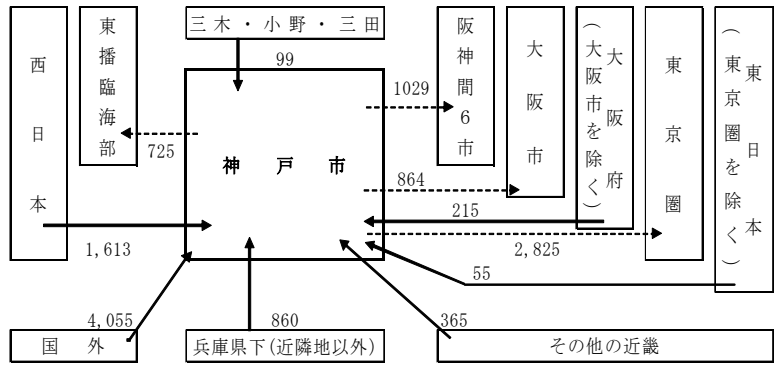 三木・小野・三田
西日本
東播臨海部
阪神間6市
大阪市
大阪府
(大阪市を除く)
東京圏
東日本
(東京圏を除く)
99
1029
725
神戸市
864
215
1,613
2,825
55
4,055
860
365
国外
兵庫県下(近隣地以外)
その他の近畿